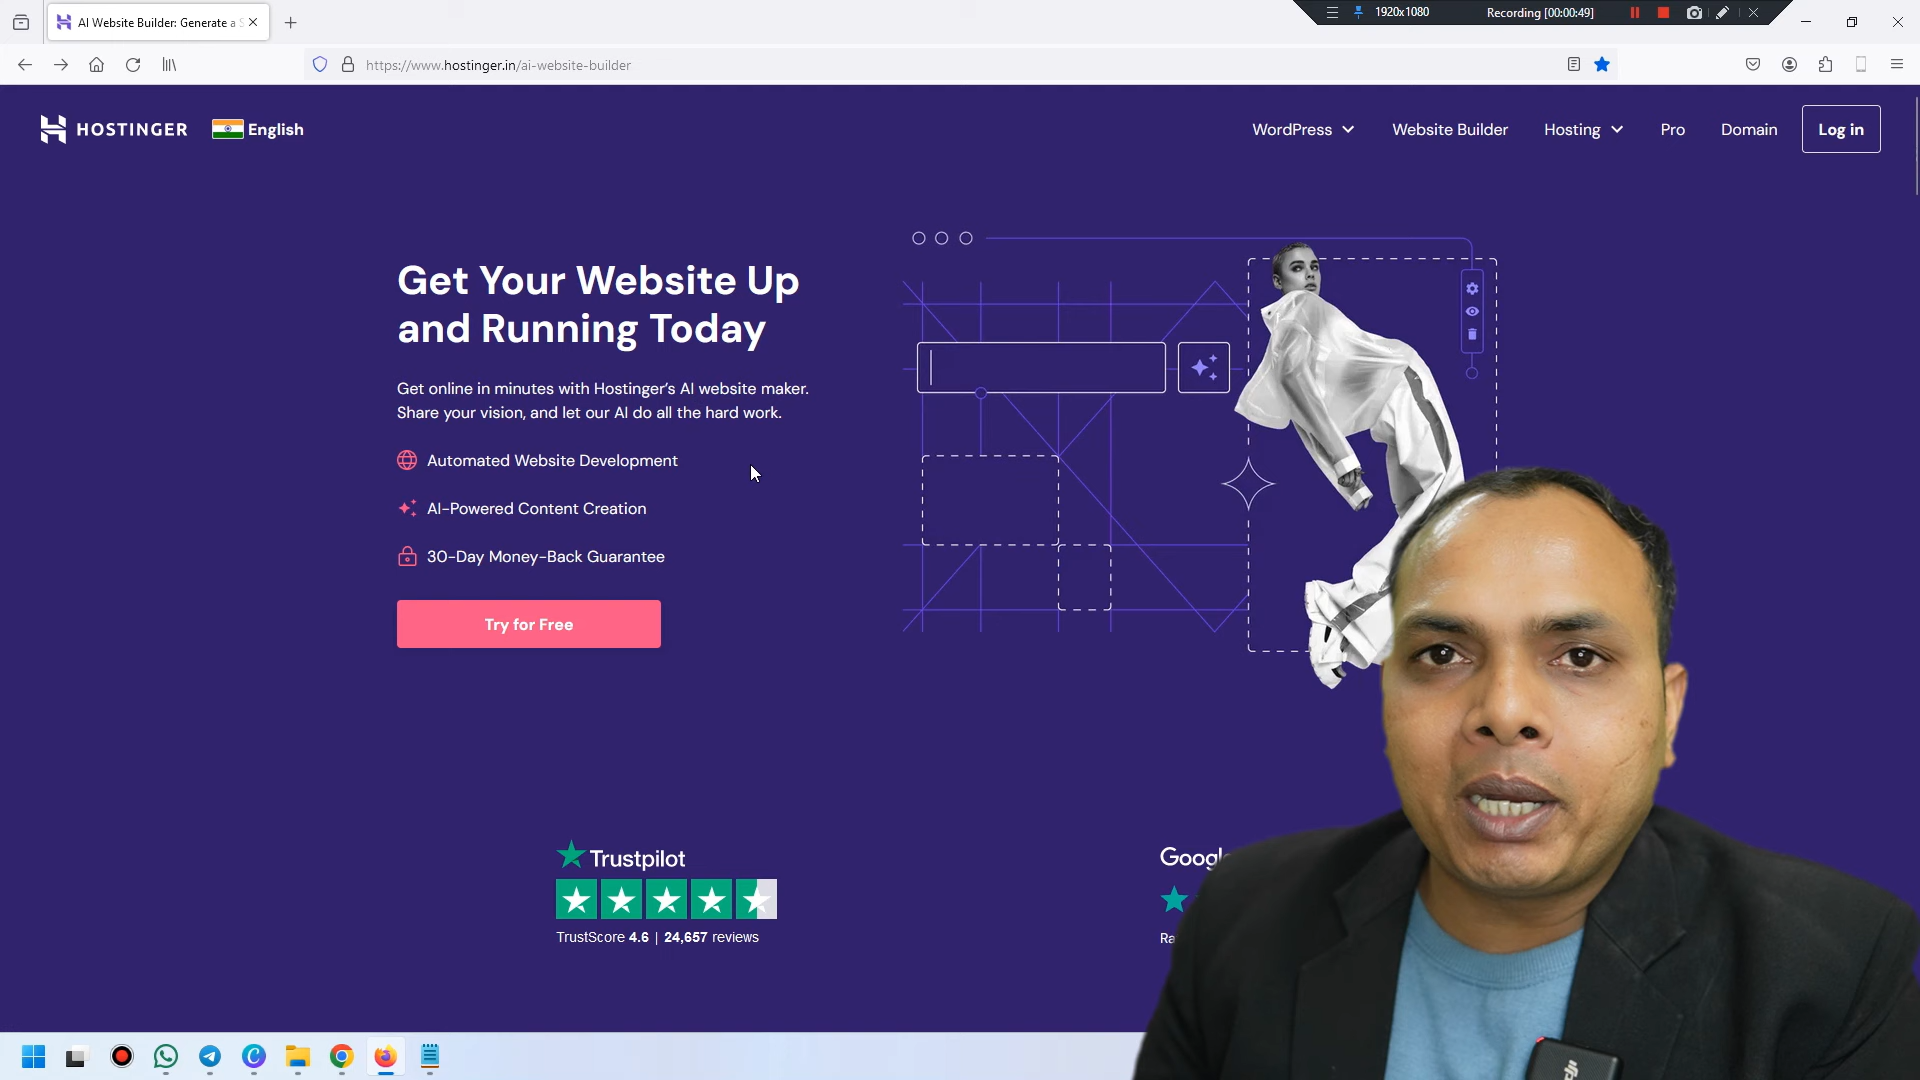 AI Website Builder: Generate a S
1920x1080
Recording [00:00:49]
https://www.hostinger.in/ai-website-builder
HOSTINGER
English
WordPress
Website Builder
Hosting
Pro
Domain
Log in
Get Your Website Up
and Running Today
Get online in minutes with Hostinger's AI website maker.
Share your vision, and let our AI do all the hard work.
Automated Website Development
AI-Powered Content Creation
30-Day Money-Back Guarantee
Try for Free
Trustpilot
TrustScore 4.6 | 24,657 reviews
Google
Ra
dji